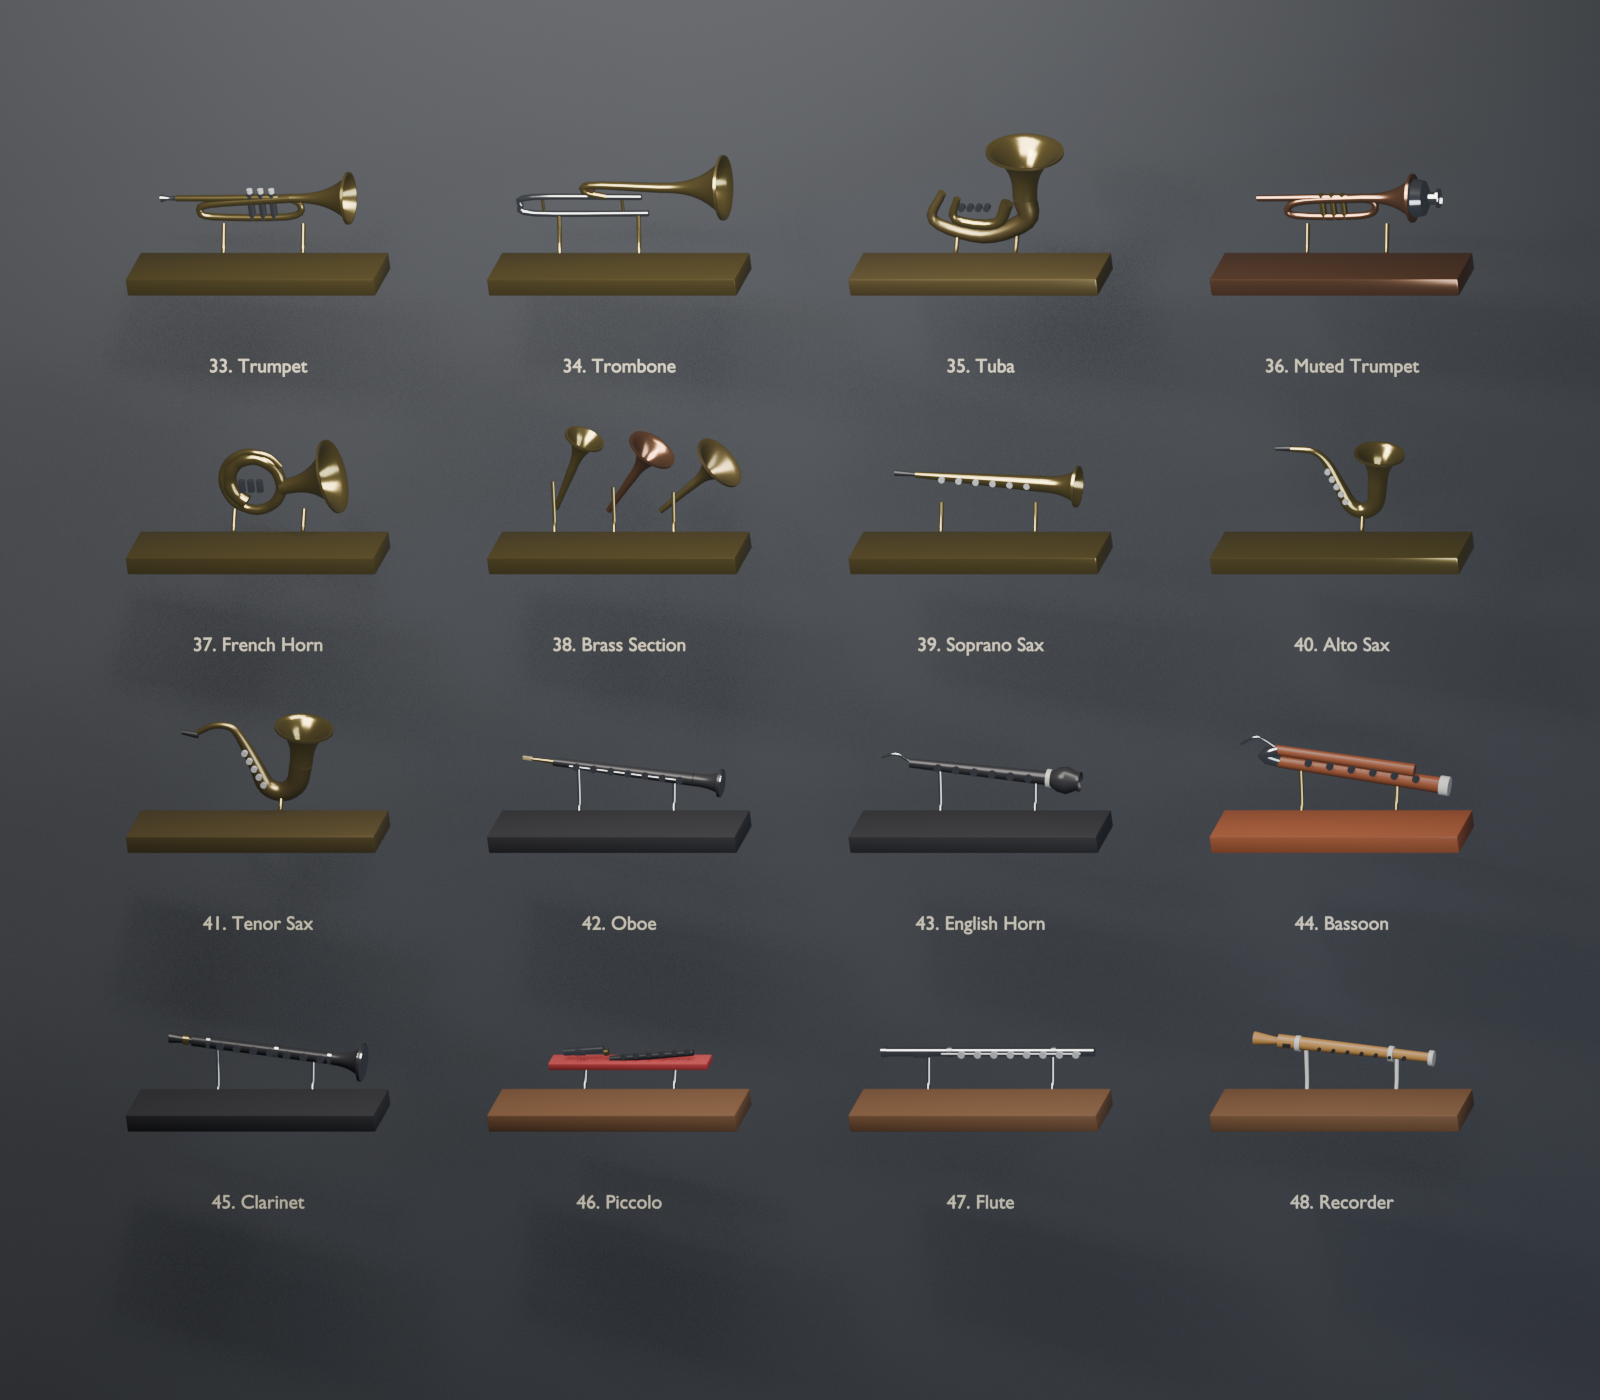 33. Trumpet
34. Trombone
35. Tuba
36. Muted Trumpet
37. French Horn
38. Brass Section
39. Soprano Sax
40. Alto Sax
41. Tenor Sax
42. Oboe
43. English Horn
44. Bassoon
45. Clarinet
46. Piccolo
47. Flute
48. Recorder